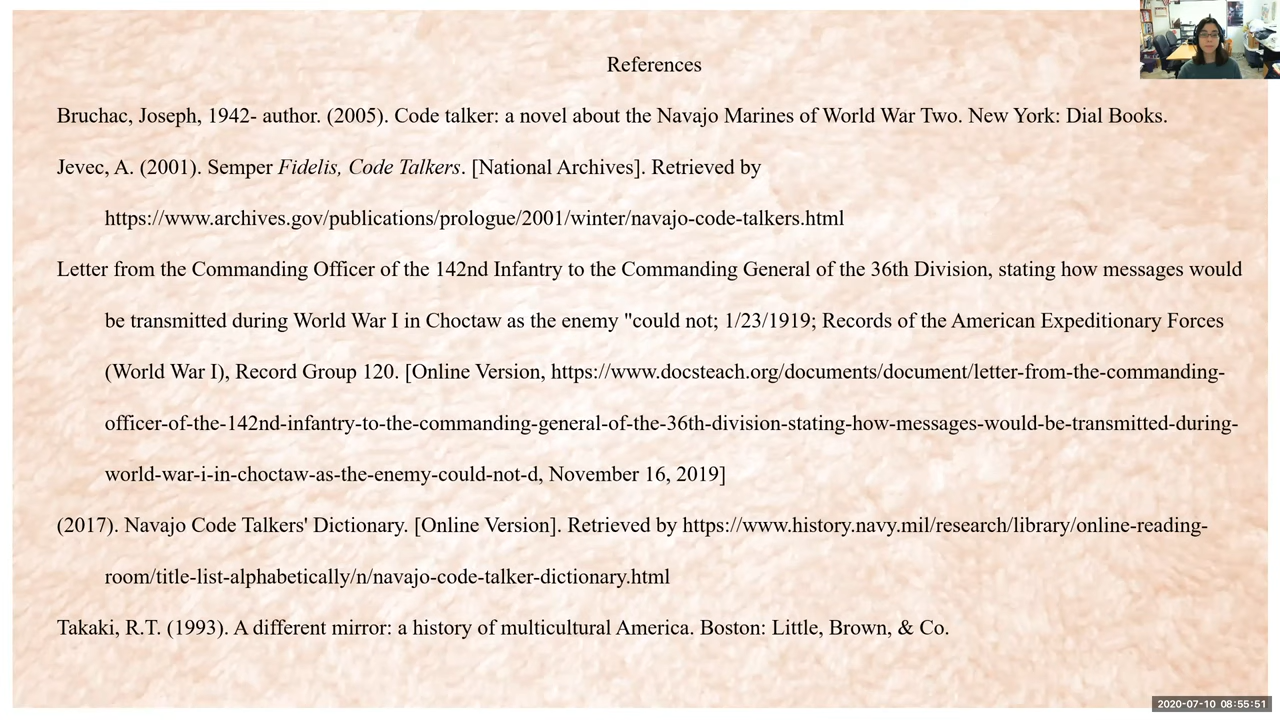 References
Bruchac, Joseph, 1942- author. (2005). Code talker: a novel about the Navajo Marines of World War Two. New York: Dial Books.
Jevec, A. (2001). Semper Fidelis, Code Talkers. [National Archives]. Retrieved by
https://www.archives.gov/publications/prologue/2001/winter/navajo-code-talkers.html
Letter from the Commanding Officer of the 142nd Infantry to the Commanding General of the 36th Division, stating how messages would
be transmitted during World War I in Choctaw as the enemy "could not; 1/23/1919; Records of the American Expeditionary Forces
(World War I), Record Group 120. [Online Version, https://www.docsteach.org/documents/document/letter-from-the-commanding-
officer-of-the-142nd-infantry-to-the-commanding-general-of-the-36th-division-stating-how-messages-would-be-transmitted-during-
world-war-i-in-choctaw-as-the-enemy-could-not-d, November 16, 2019]
(2017). Navajo Code Talkers' Dictionary. [Online Version]. Retrieved by https://www.history.navy.mil/research/library/online-reading-
room/title-list-alphabetically/n/navajo-code-talker-dictionary.html
Takaki, R.T. (1993). A different mirror: a history of multicultural America. Boston: Little, Brown, & Co.
2020-07-10 08:55:51